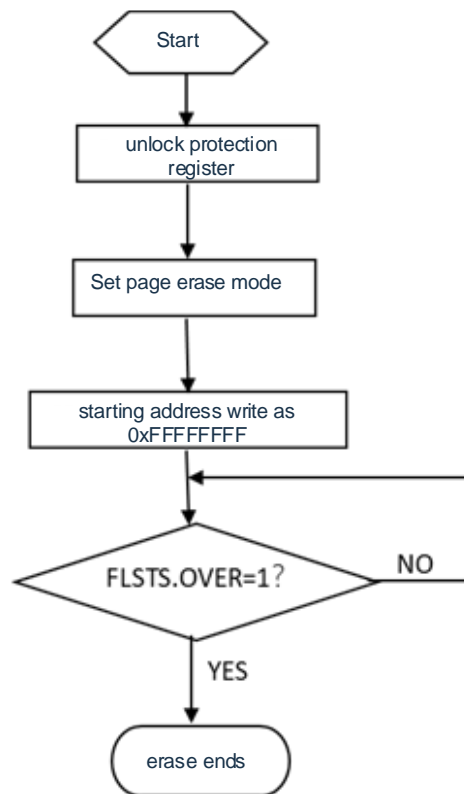 Start
unlock protection
register
Set page erase mode
starting address write as
0xFFFFFFFF
FLSTS.OVER=1?
NO
YES
erase ends